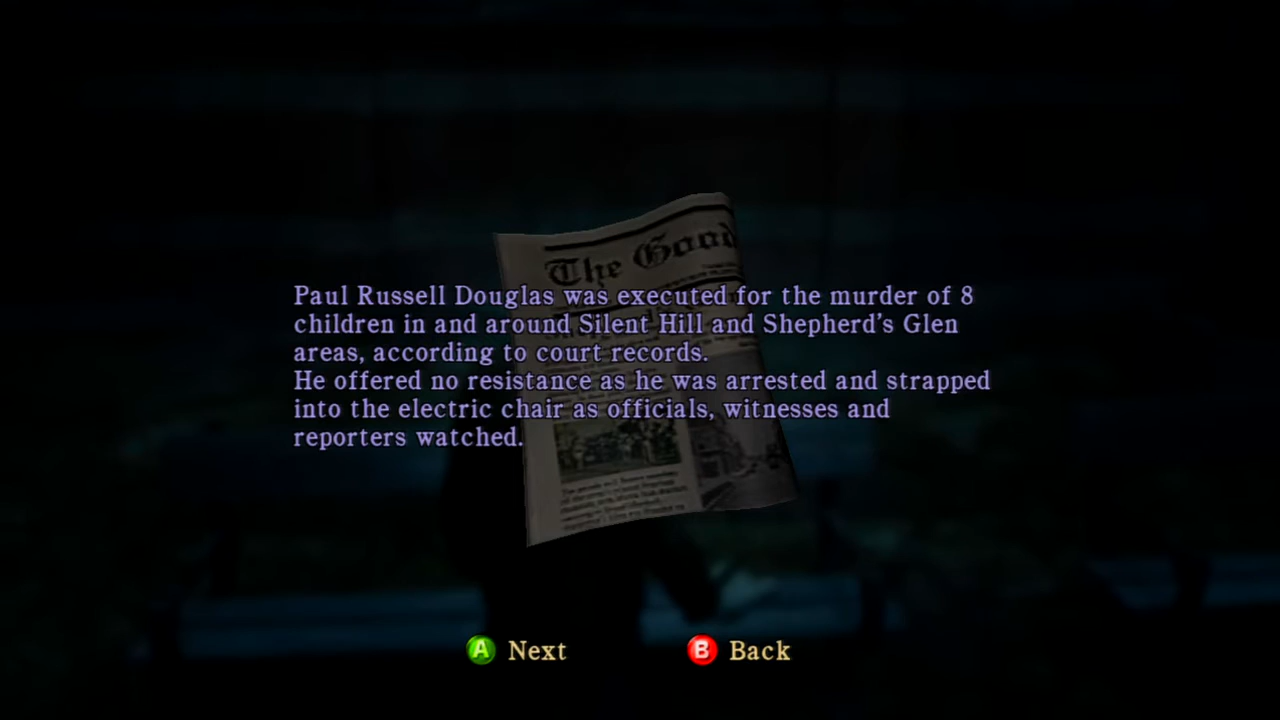 The Good
Paul Russell Douglas was executed for the murder of 8
children in and around Silent Hill and Shepherd's Glen
areas, according to court records.
He offered no resistance as he was arrested and strapped
into the electric chair as officials, witnesses and
reporters watched.
A Next
B Back